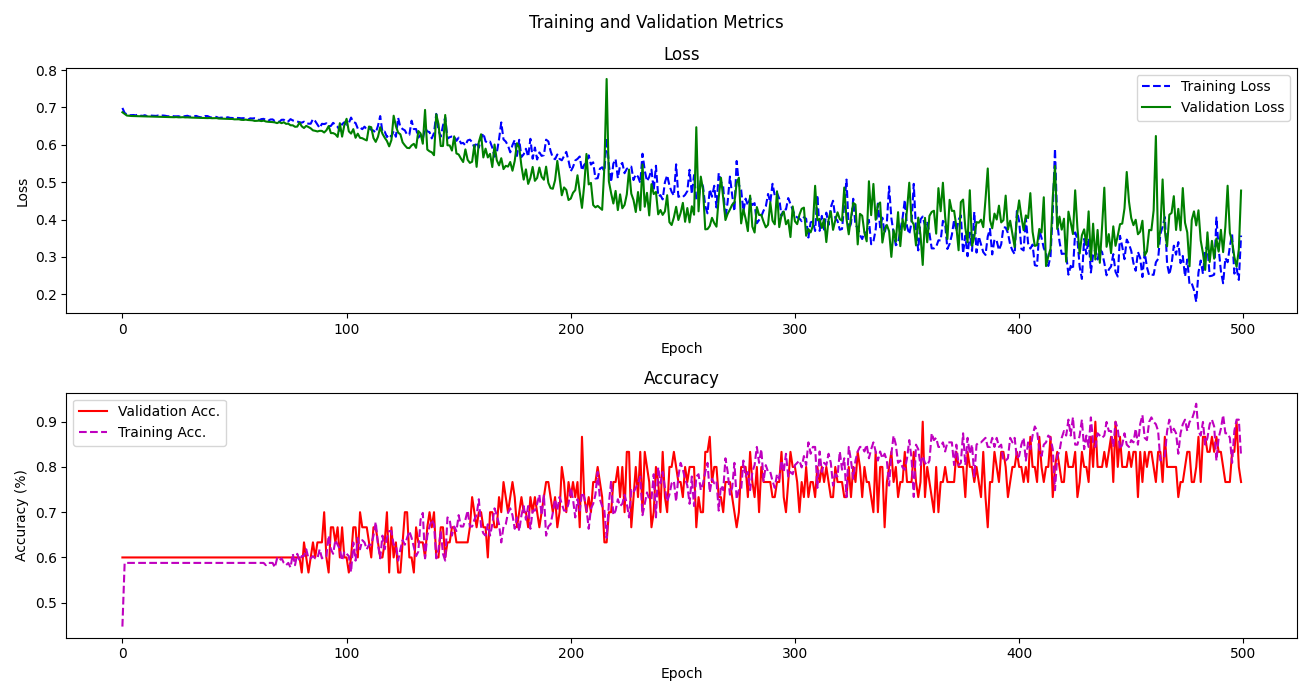 Training and Validation Metrics
Loss
0.8
0.7
0.6
0.5
0.4
0.3
0.2
Loss
Training Loss
Validation Loss
0 100 200 300 400 500
Epoch
Accuracy
0.9
0.8
0.7
0.6
0.5
Accuracy (%)
Validation Acc.
Training Acc.
0 100 200 300 400 500
Epoch